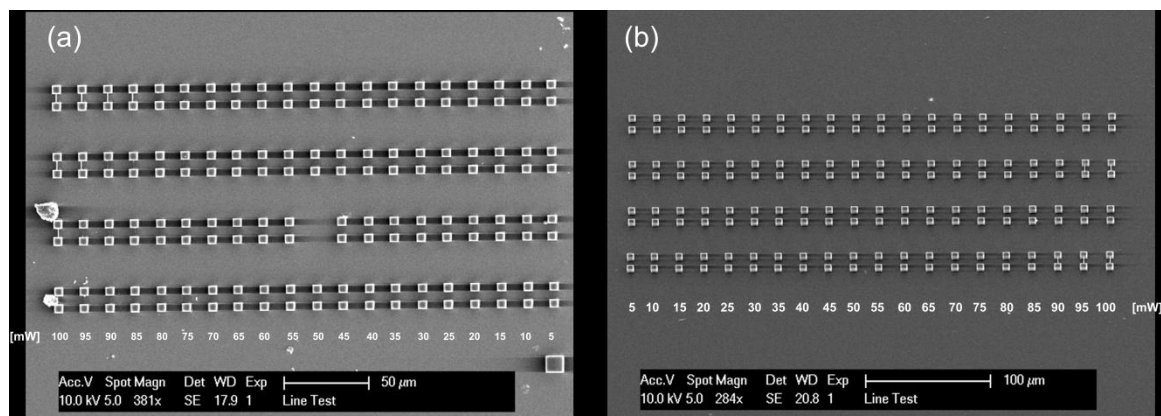 (a)
[mW] 100 95 90 85 80 75 70 65 60 55 50 45 40 35 30 25 20 15 10 5
Acc.V Spot Magn Det WD Exp 50 µm
10.0 kV 5.0 381x SE 17.9 1 Line Test
(b)
5 10 15 20 25 30 35 40 45 50 55 60 65 70 75 80 85 90 95 100 [mW]
Acc.V Spot Magn Det WD Exp 100 µm
10.0 kV 5.0 284x SE 20.8 1 Line Test